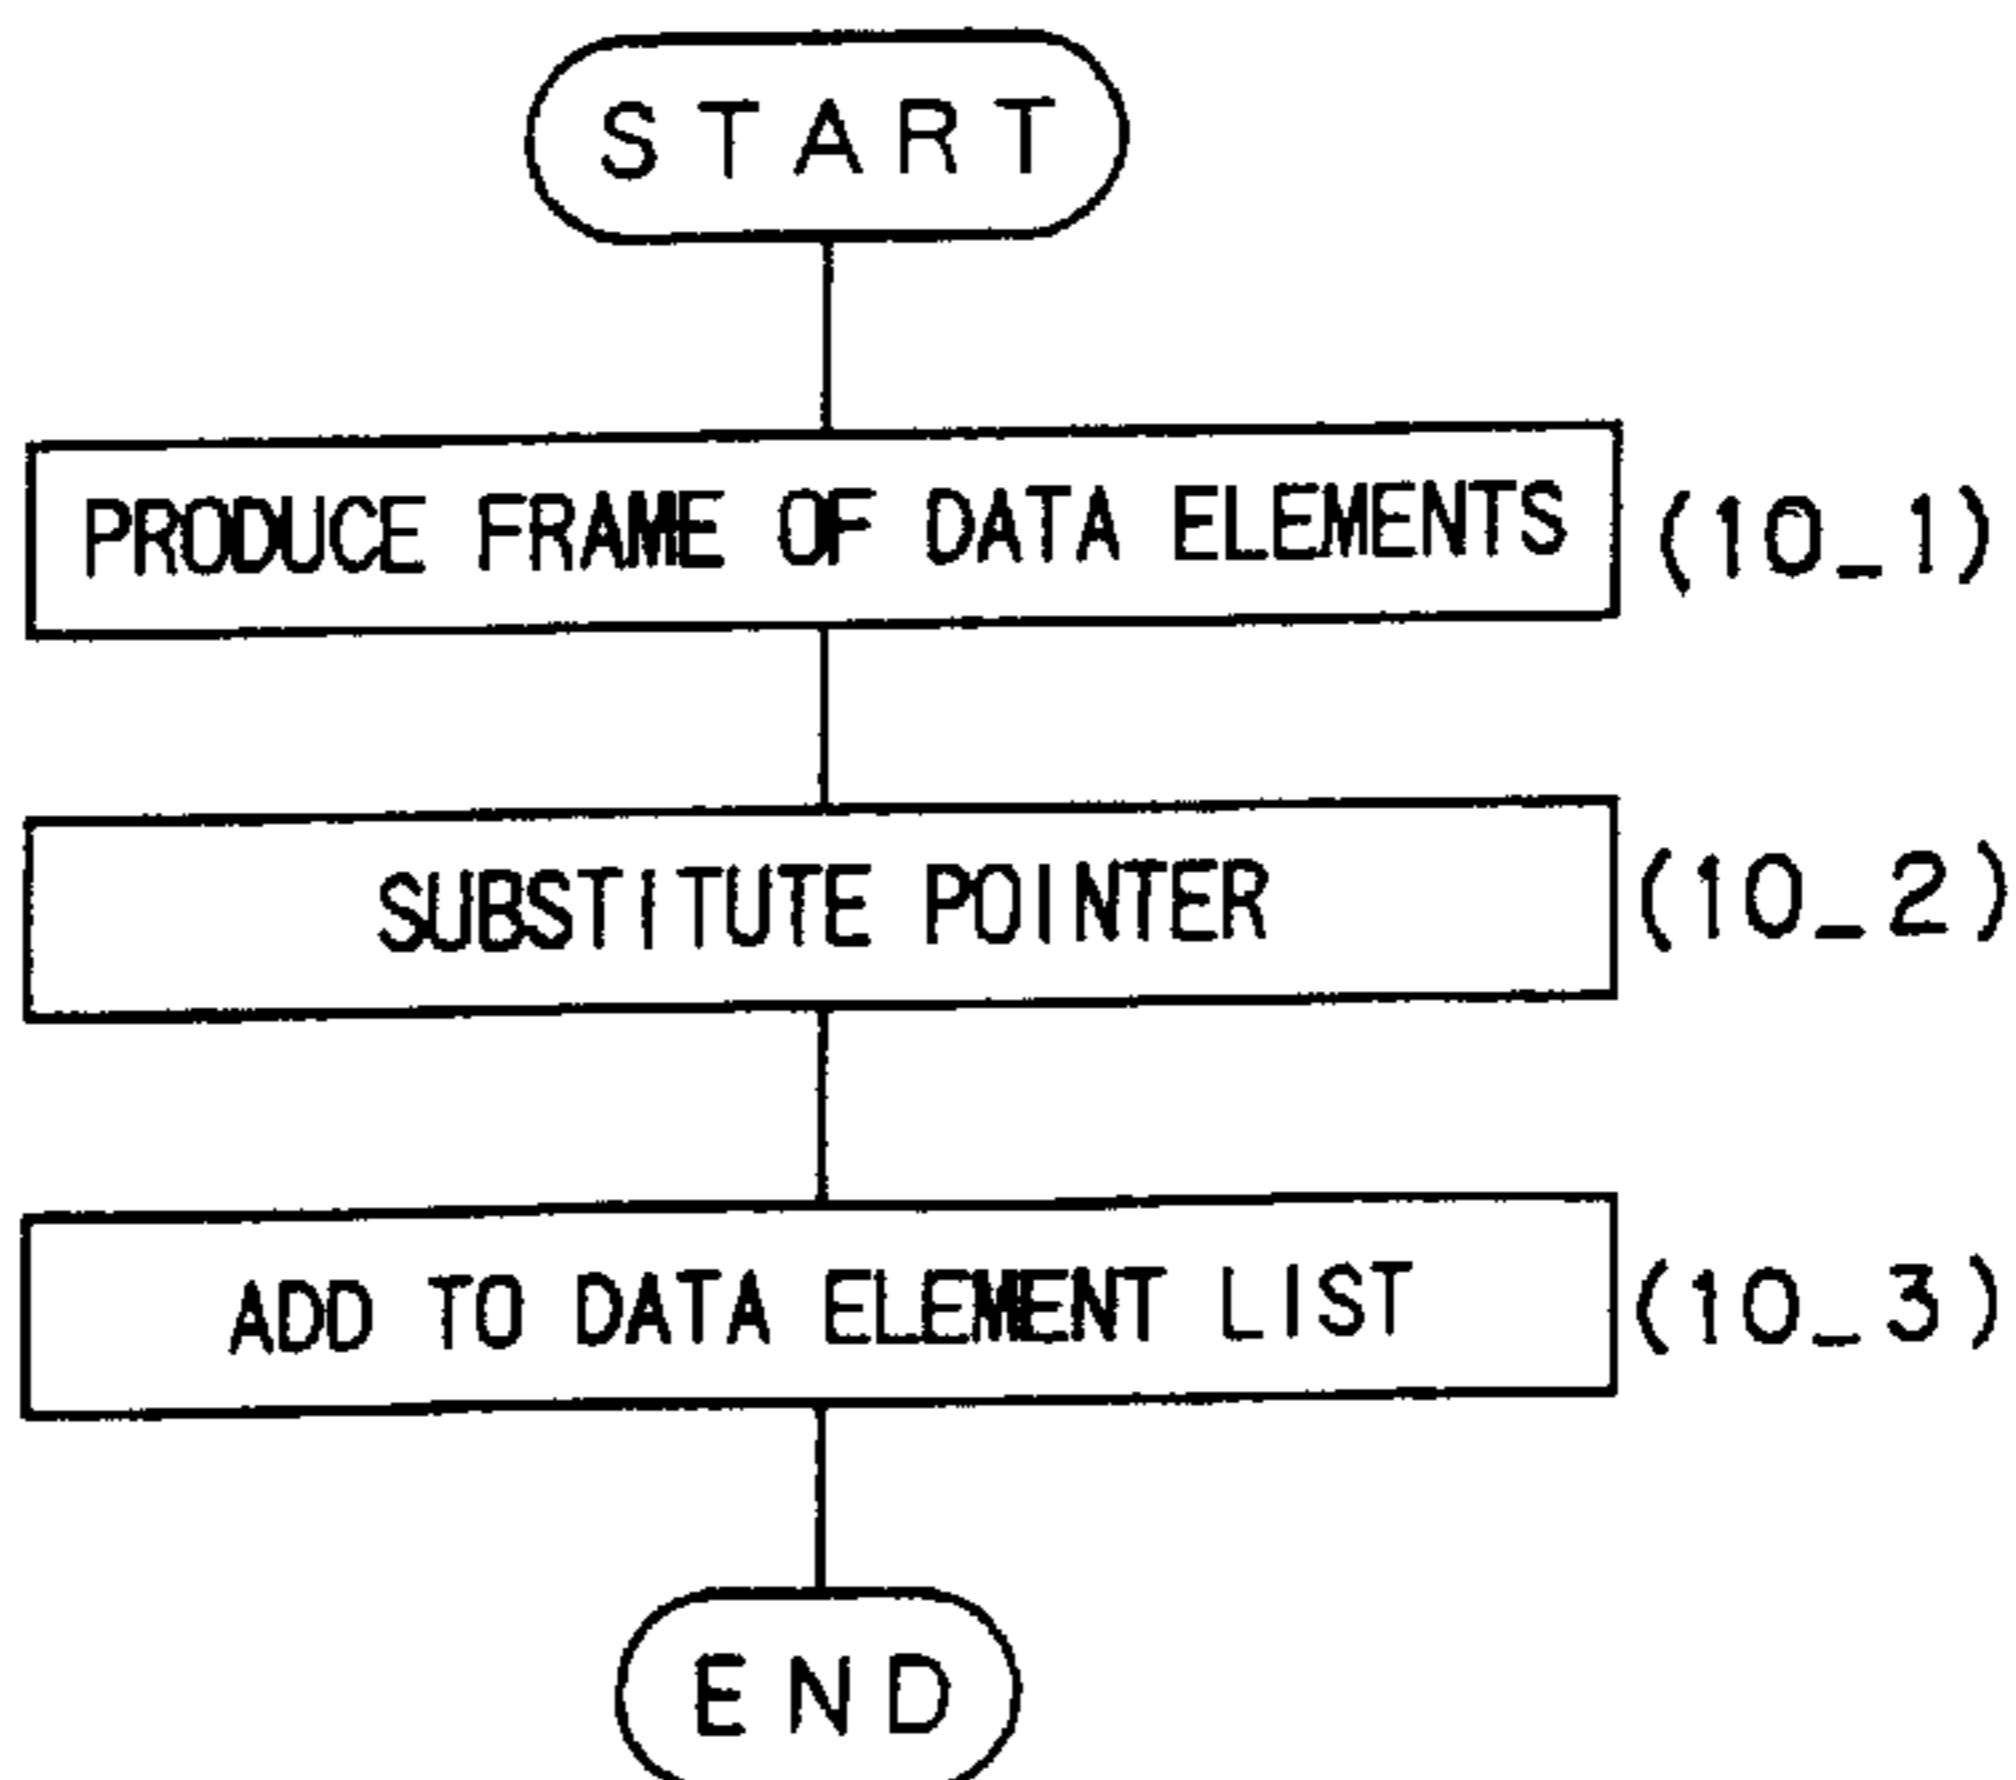 START
PRODUCE FRAME OF DATA ELEMENTS (10_1)
SUBSTITUTE POINTER (10_2)
ADD TO DATA ELEMENT LIST (10_3)
END